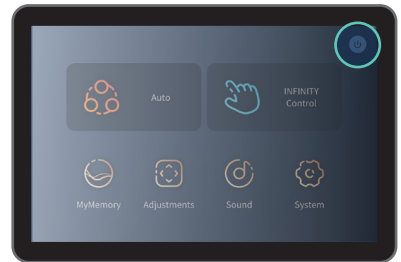 Auto
INFINITY
Control
MyMemory
Adjustments
Sound
System